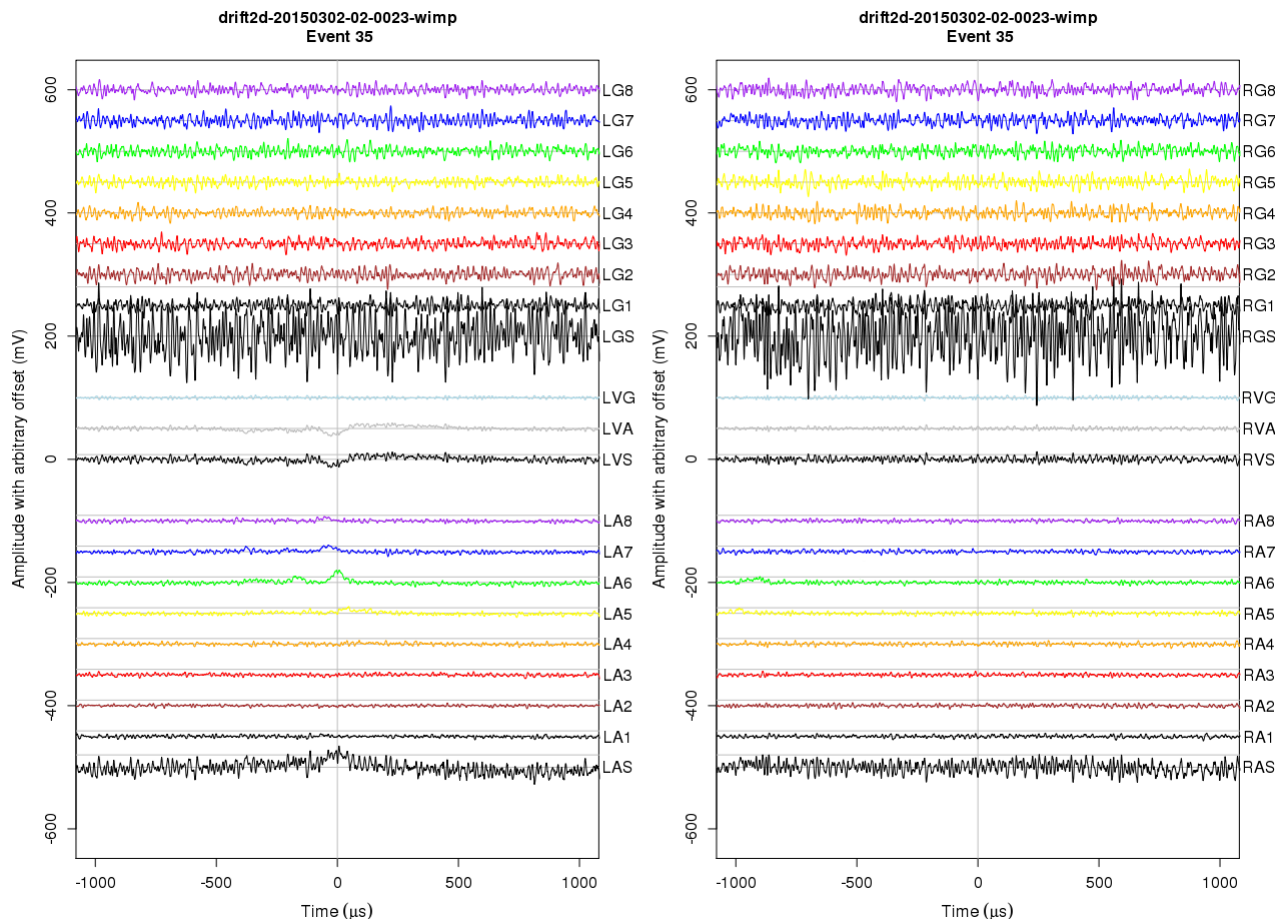 drift2d-20150302-02-0023-wimp
Event 35
Amplitude with arbitrary offset (mV)
600
400
200
0
-200
-400
-600
LG8
LG7
LG6
LG5
LG4
LG3
LG2
LG1
LGS
LVG
LVA
LVS
LA8
LA7
LA6
LA5
LA4
LA3
LA2
LA1
LAS
-1000
-500
0
500
1000
Time (μs)
drift2d-20150302-02-0023-wimp
Event 35
Amplitude with arbitrary offset (mV)
600
400
200
0
-200
-400
-600
RG8
RG7
RG6
RG5
RG4
RG3
RG2
RG1
RGS
RVG
RVA
RVS
RA8
RA7
RA6
RA5
RA4
RA3
RA2
RA1
RAS
-1000
-500
0
500
1000
Time (μs)